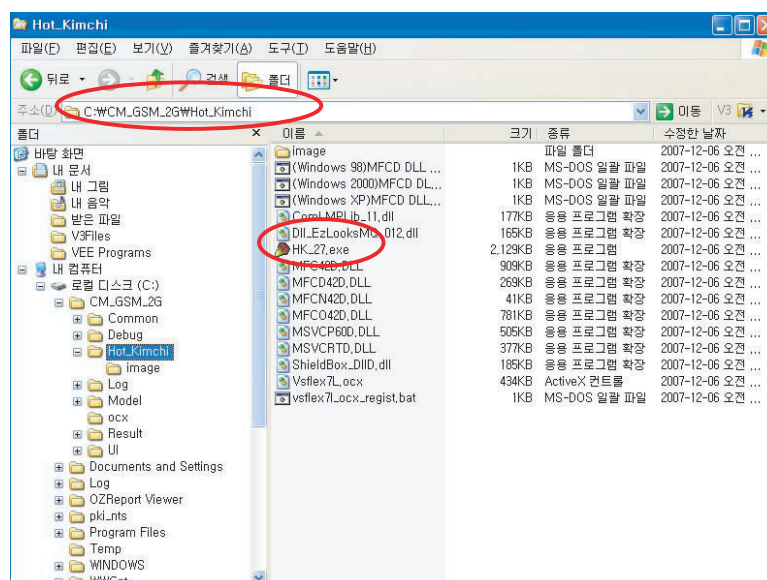 Hot_Kimchi
파일(F) 편집(E) 보기(V) 즐겨찾기(A) 도구(T) 도움말(H)
뒤로 검색 폴더
주소(D) C:₩CM_GSM_2G₩Hot_Kimchi 이동 V3
폴더 × 이름 크기 종류 수정한 날짜
바탕 화면
내 문서
내 그림
내 음악
받은 파일
V3Files
VEE Programs
내 컴퓨터
로컬 디스크 (C:)
CM_GSM_2G
Common
Debug
Hot_Kimchi
image
Log
Model
ocx
Result
UI
Documents and Settings
Log
OZReport Viewer
pki_nts
Program Files
Temp
WINDOWS
image 파일 폴더 2007-12-06 오전 ...
(Windows 98)MFCD DLL ... 1KB MS-DOS 일괄 파일 2007-12-06 오전 ...
(Windows 2000)MFCD DL... 1KB MS-DOS 일괄 파일 2007-12-06 오전 ...
(Windows XP)MFCD DLL... 1KB MS-DOS 일괄 파일 2007-12-06 오전 ...
ComLMPLib_11.dll 177KB 응용 프로그램 확장 2007-12-06 오전 ...
Dll_EzLooksMQ_012.dll 165KB 응용 프로그램 확장 2007-12-06 오전 ...
HK_27.exe 2,129KB 응용 프로그램 2007-12-06 오전 ...
MFC42D.DLL 909KB 응용 프로그램 확장 2007-12-06 오전 ...
MFCD42D.DLL 269KB 응용 프로그램 확장 2007-12-06 오전 ...
MFCN42D.DLL 41KB 응용 프로그램 확장 2007-12-06 오전 ...
MFCO42D.DLL 781KB 응용 프로그램 확장 2007-12-06 오전 ...
MSVCP60D.DLL 505KB 응용 프로그램 확장 2007-12-06 오전 ...
MSVCRTD.DLL 377KB 응용 프로그램 확장 2007-12-06 오전 ...
ShieldBox_DllD.dll 185KB 응용 프로그램 확장 2007-12-06 오전 ...
Vsflex7L.ocx 434KB ActiveX 컨트롤 2007-12-06 오전 ...
vsflex7l_ocx_regist.bat 1KB MS-DOS 일괄 파일 2007-12-06 오전 ...